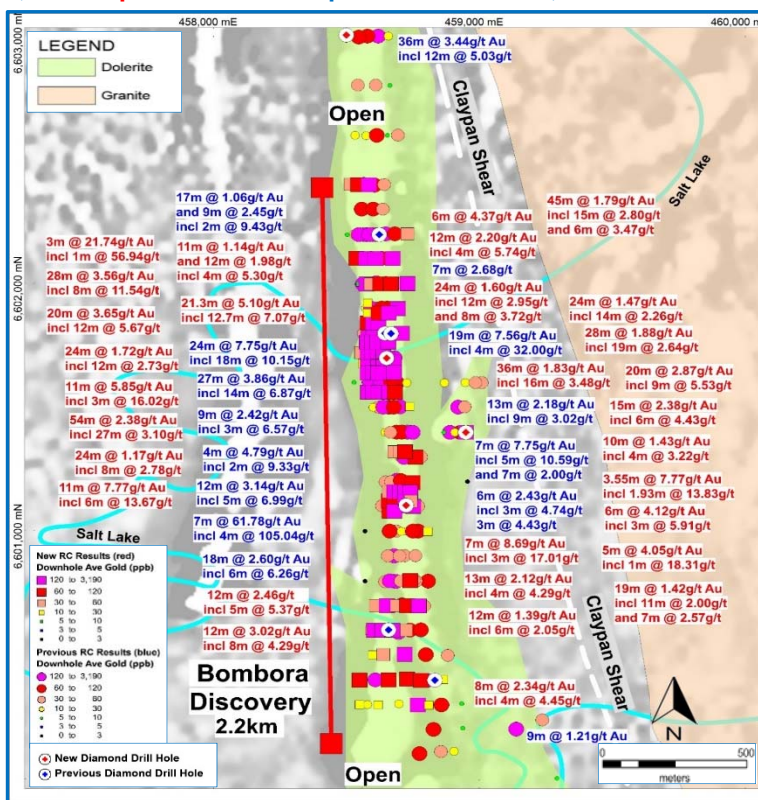 458,000 mE
459,000 mE
460,000 mE
6,603,000 mN
6,602,000 mN
6,601,000 mN
LEGEND
Dolerite
Granite
36m @ 3.44g/t Au
incl 12m @ 5.03g/t
Open
Claypan Shear
Salt Lake
17m @ 1.06g/t Au
and 9m @ 2.45g/t
incl 2m @ 9.43g/t
45m @ 1.79g/t Au
incl 15m @ 2.80g/t
and 6m @ 3.47g/t
6m @ 4.37g/t Au
12m @ 2.20g/t Au
incl 4m @ 5.74g/t
3m @ 21.74g/t Au
incl 1m @ 56.94g/t
11m @ 1.14g/t Au
and 12m @ 1.98g/t
incl 4m @ 5.30g/t
7m @ 2.68g/t
28m @ 3.56g/t Au
incl 8m @ 11.54g/t
24m @ 1.60g/t Au
incl 12m @ 2.95g/t
and 8m @ 3.72g/t
21.3m @ 5.10g/t Au
incl 12.7m @ 7.07g/t
24m @ 1.47g/t Au
incl 14m @ 2.26g/t
20m @ 3.65g/t Au
incl 12m @ 5.67g/t
19m @ 7.56g/t Au
incl 4m @ 32.00g/t
28m @ 1.88g/t Au
incl 19m @ 2.64g/t
24m @ 1.72g/t Au
incl 12m @ 2.73g/t
24m @ 7.75g/t Au
incl 18m @ 10.15g/t
36m @ 1.83g/t Au
incl 16m @ 3.48g/t
20m @ 2.87g/t Au
incl 9m @ 5.53g/t
11m @ 5.85g/t Au
incl 3m @ 16.02g/t
27m @ 3.86g/t Au
incl 14m @ 6.87g/t
13m @ 2.18g/t Au
incl 9m @ 3.02g/t
15m @ 2.38g/t Au
incl 6m @ 4.43g/t
54m @ 2.38g/t Au
incl 27m @ 3.10g/t
9m @ 2.42g/t Au
incl 3m @ 6.57g/t
7m @ 7.75g/t Au
incl 5m @ 10.59g/t
and 7m @ 2.00g/t
10m @ 1.43g/t Au
incl 4m @ 3.22g/t
24m @ 1.17g/t Au
incl 8m @ 2.78g/t
4m @ 4.79g/t Au
incl 2m @ 9.33g/t
3.55m @ 7.77g/t Au
incl 1.93m @ 13.83g/t
11m @ 7.77g/t Au
incl 6m @ 13.67g/t
12m @ 3.14g/t Au
incl 5m @ 6.99g/t
6m @ 2.43g/t Au
incl 3m @ 4.74g/t
3m @ 4.43g/t
6m @ 4.12g/t Au
incl 3m @ 5.91g/t
7m @ 61.78g/t Au
incl 4m @ 105.04g/t
Salt Lake
7m @ 8.69g/t Au
incl 3m @ 17.01g/t
5m @ 4.05g/t Au
incl 1m @ 18.31g/t
18m @ 2.60g/t Au
incl 6m @ 6.26g/t
13m @ 2.12g/t Au
incl 4m @ 4.29g/t
19m @ 1.42g/t Au
incl 11m @ 2.00g/t
and 7m @ 2.57g/t
12m @ 2.46g/t
incl 5m @ 5.37g/t
12m @ 1.39g/t Au
incl 6m @ 2.05g/t
12m @ 3.02g/t Au
incl 8m @ 4.29g/t
Claypan Shear
Bombora
Discovery
2.2km
8m @ 2.34g/t Au
incl 4m @ 4.45g/t
9m @ 1.21g/t Au
Open
New RC Results (red)
Downhole Ave Gold (ppb)
120 to 3,190
60 to 120
30 to 60
10 to 30
5 to 10
3 to 5
0 to 3
Previous RC Results (blue)
Downhole Ave Gold (ppb)
120 to 3,190
60 to 120
30 to 60
10 to 30
5 to 10
3 to 5
0 to 3
New Diamond Drill Hole
Previous Diamond Drill Hole
N
0 500
meters